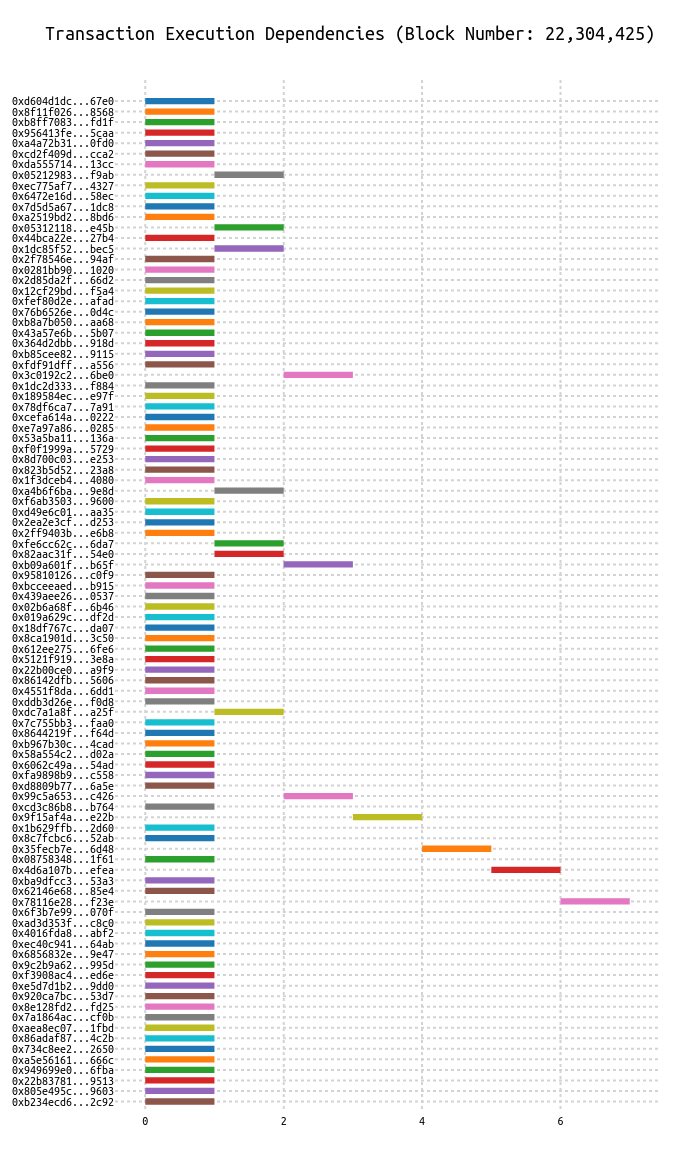 Transaction Execution Dependencies (Block Number: 22,304,425)
0xd604d1dc...67e0
0x8f11f026...8568
0xb8ff7083...fd1f
0x956413fe...5caa
0xa4a72b31...0fd0
0xcd2f409d...cca2
0xda555714...13cc
0x05212983...f9ab
0xec775af7...4327
0x6472e16d...58ec
0x7d5d5a67...1dc8
0xa2519bd2...8bd6
0x05312118...e45b
0x44bca22e...27b4
0x1dc85f52...bec5
0x2f78546e...94af
0x0281bb90...1020
0x2d85da2f...66d2
0x12cf29bd...f5a4
0xfef80d2e...afad
0x76b6526e...0d4c
0xb8a7b050...aa68
0x43a57e6b...5b07
0x364d2dbb...918d
0xb85cee82...9115
0xfdf91dff...a556
0x3c0192c2...6be0
0x1dc2d333...f884
0x189584ec...e97f
0x78df6ca7...7a91
0xcefa614a...0222
0xe7a97a86...0285
0x53a5ba11...136a
0xf0f1999a...5729
0x8d700c03...e253
0x823b5d52...23a8
0x1f3dceb4...4080
0xa4b6f6ba...9e8d
0xf6ab3503...9600
0xd49e6c01...aa35
0x2ea2e3cf...d253
0x2ff9403b...e6b8
0xfe6cc62c...6da7
0x82aac31f...54e0
0xb09a601f...b65f
0x95810126...c0f9
0xbcceeaed...b915
0x439aee26...0537
0x02b6a68f...6b46
0x019a629c...df2d
0x18df767c...da07
0x8ca1901d...3c50
0x612ee275...6fe6
0x5121f919...3e8a
0x22b00ce0...a9f9
0x86142dfb...5606
0x4551f8da...6dd1
0xddb3d26e...f0d8
0xdc7a1a8f...a25f
0x7c755bb3...faa0
0x8644219f...f64d
0xb967b30c...4cad
0x58a554c2...d02a
0x6062c49a...54ad
0xfa9898b9...c558
0xd8809b77...6a5e
0x99c5a653...c426
0xcd3c86b8...b764
0x9f15af4a...e22b
0x1b629ffb...2d60
0x8c7fcbc6...52ab
0x35fecb7e...6d48
0x08758348...1f61
0x4d6a107b...efea
0xba9dfcc3...53a3
0x62146e68...85e4
0x78116e28...f23e
0x6f3b7e99...070f
0xad3d353f...c8c0
0x4016fda8...abf2
0xec40c941...64ab
0x6856832e...9e47
0x9c2b9a62...995d
0xf3908ac4...ed6e
0xe5d7d1b2...9dd0
0x920ca7bc...53d7
0x8e128fd2...fd25
0x7a1864ac...cf0b
0xaea8ec07...1fbd
0x86adaf87...4c2b
0x734c8ee2...2650
0xa5e56161...666c
0x949699e0...6fba
0x22b83781...9513
0x805e495c...9603
0xb234ecd6...2c92
0 2 4 6